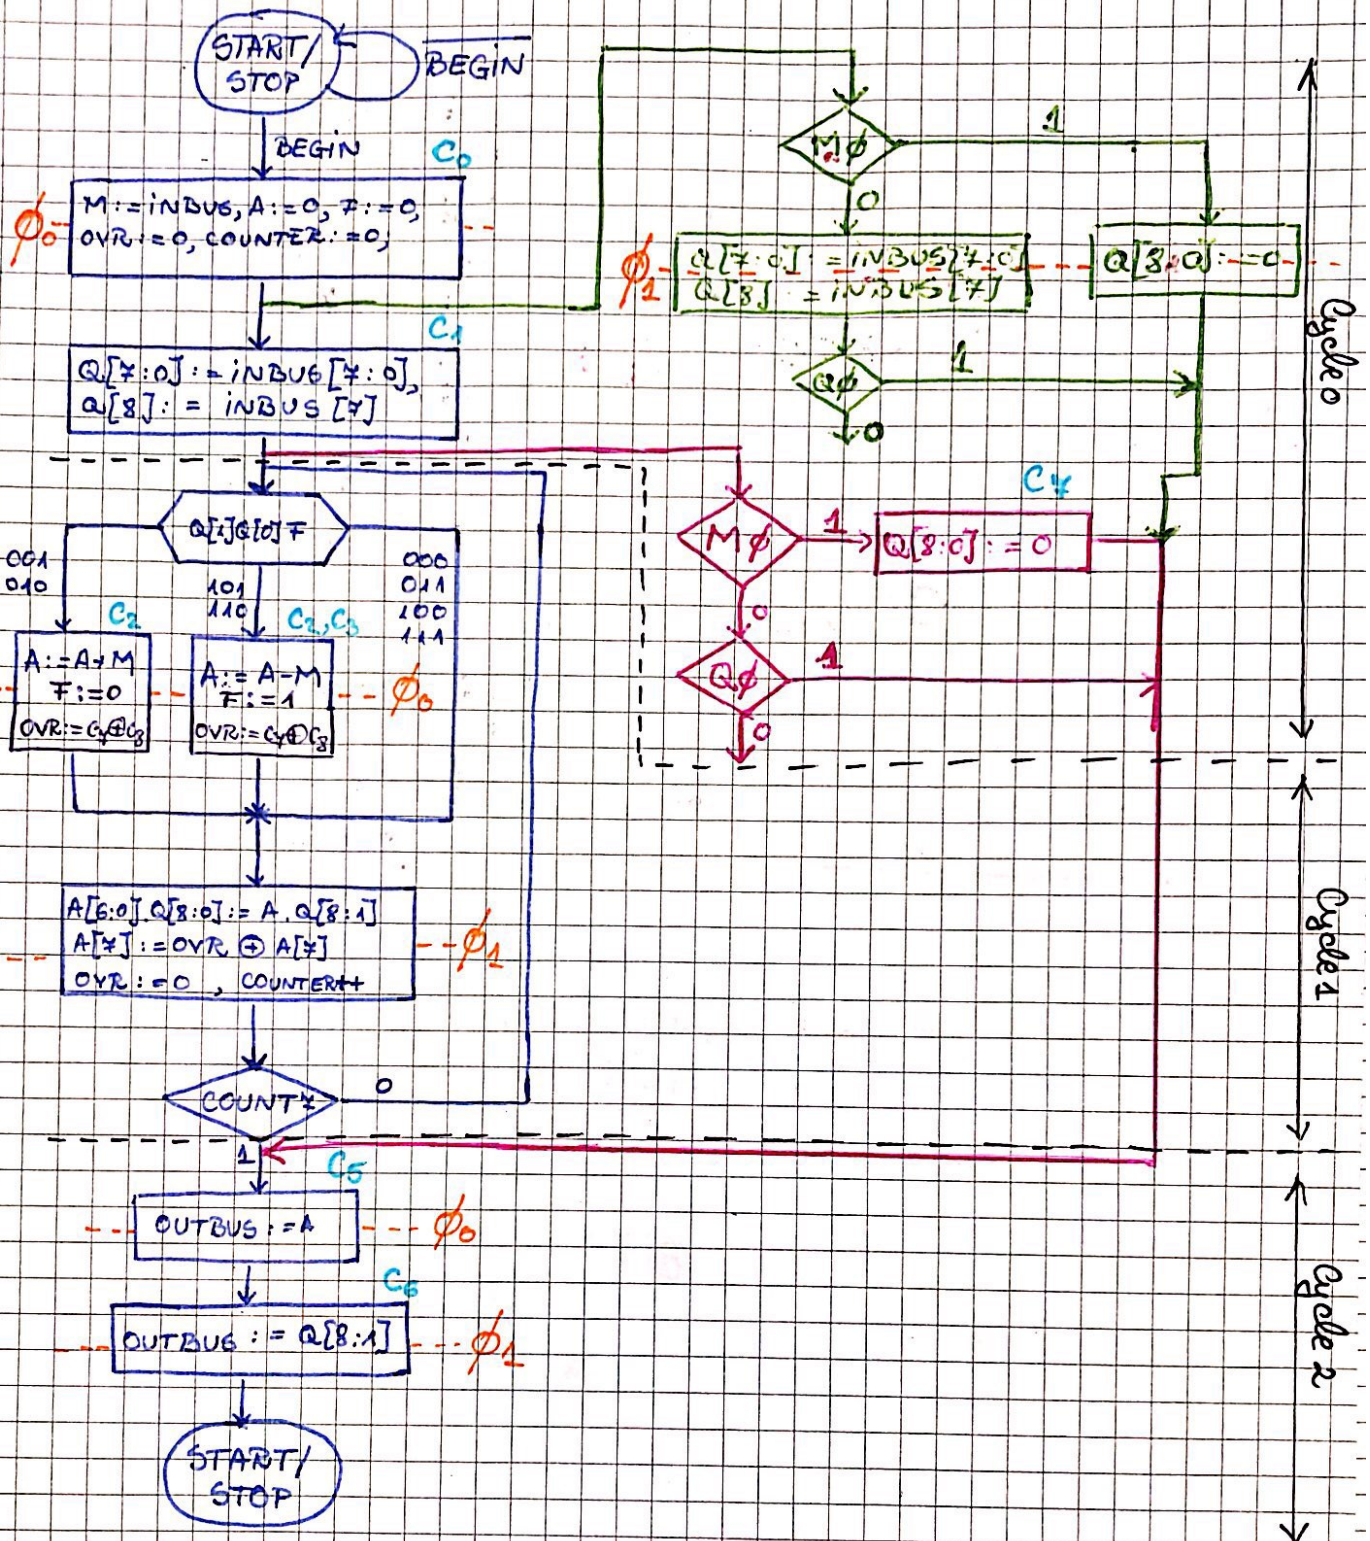 START/
STOP
BEGIN
BEGIN
C0
ϕ0
M:=INBUS, A:=0, F:=0,
OVR:=0, COUNTER:=0,
C1
Q[7:0]:=INBUS[7:0],
Q[8]:= INBUS[7]
Mϕ
1
0
ϕ1
Q[7:0]:=INBUS[7:0]
Q[8] =INBUS[7]
Q[8:0]:=0
Qϕ
1
0
Cycle 0
Q[1]Q[0]F
001
010
101
110
000
011
100
111
C2
A:=A+M
F:=0
OVR:=C7⊕C8
C2,C3
A:=A-M
F:=1
OVR:=C7⊕C8
ϕ0
Mϕ
1
C7
Q[8:0]:=0
0
Qϕ
1
0
A[6:0].Q[8:0]:=A.Q[8:1]
A[7]:=OVR ⊕ A[7]
OVR:=0, COUNTER++
ϕ1
Cycle 1
COUNT7
0
1
C5
OUTBUS:=A
ϕ0
C6
OUTBUS := Q[8:1]
ϕ1
Cycle 2
START/
STOP